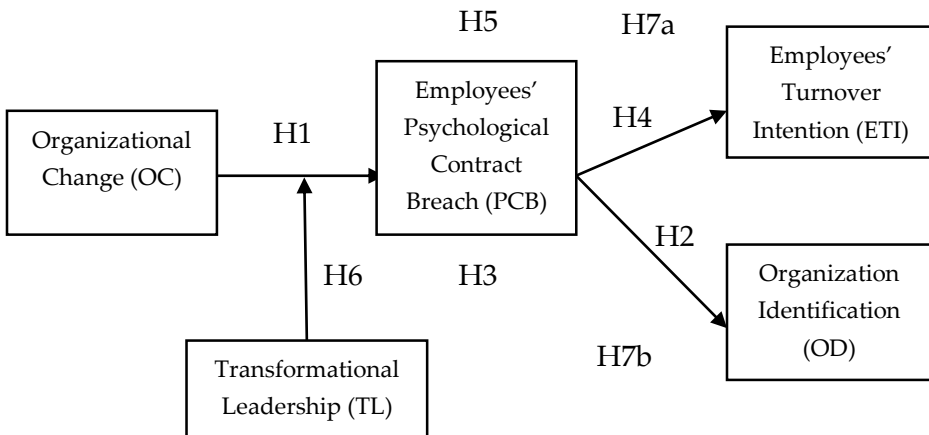 H5
H7a
Employees’
Turnover
Intention (ETI)
Employees’
Psychological
Contract
Breach (PCB)
H4
H1
Organizational
Change (OC)
H2
H6
H3
Organization
Identification
(OD)
H7b
Transformational
Leadership (TL)